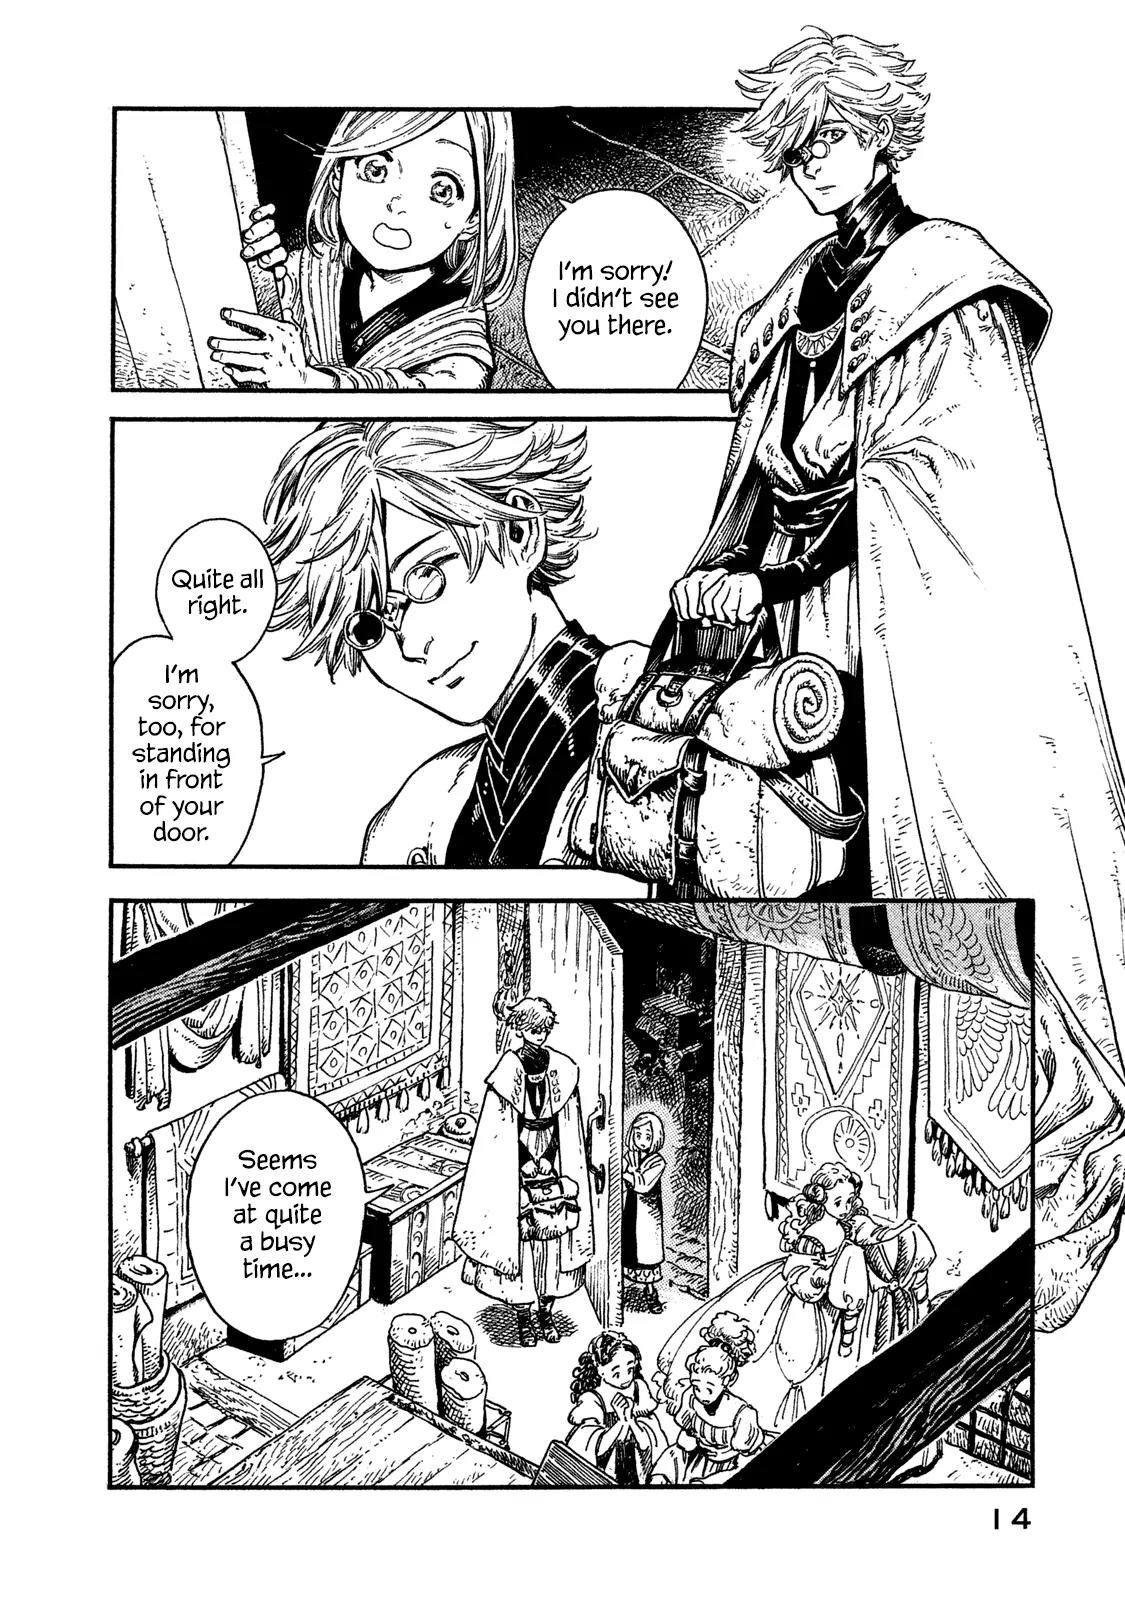 I'm sorry!
I didn't see
you there.
Quite all
right.
I'm
sorry,
too, for
standing
in front
of your
door.
Seems
I've come
at quite
a busy
time...
14